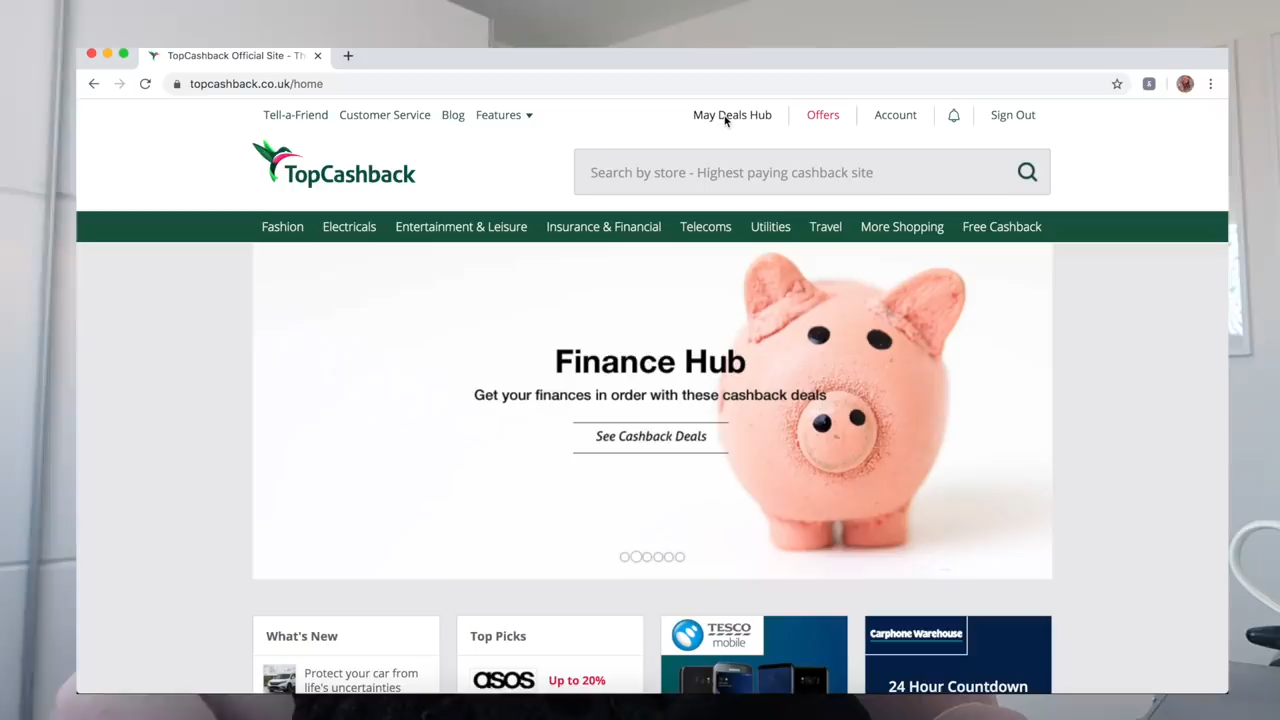 TopCashback Official Site - Th
topcashback.co.uk/home
Tell-a-Friend Customer Service Blog Features May Deals Hub Offers Account Sign Out
TopCashback
Search by store - Highest paying cashback site
Fashion Electricals Entertainment & Leisure Insurance & Financial Telecoms Utilities Travel More Shopping Free Cashback
Finance Hub
Get your finances in order with these cashback deals
See Cashback Deals
What's New
Protect your car from
life's uncertainties
Top Picks
asos Up to 20%
TESCO
mobile
Carphone Warehouse
24 Hour Countdown